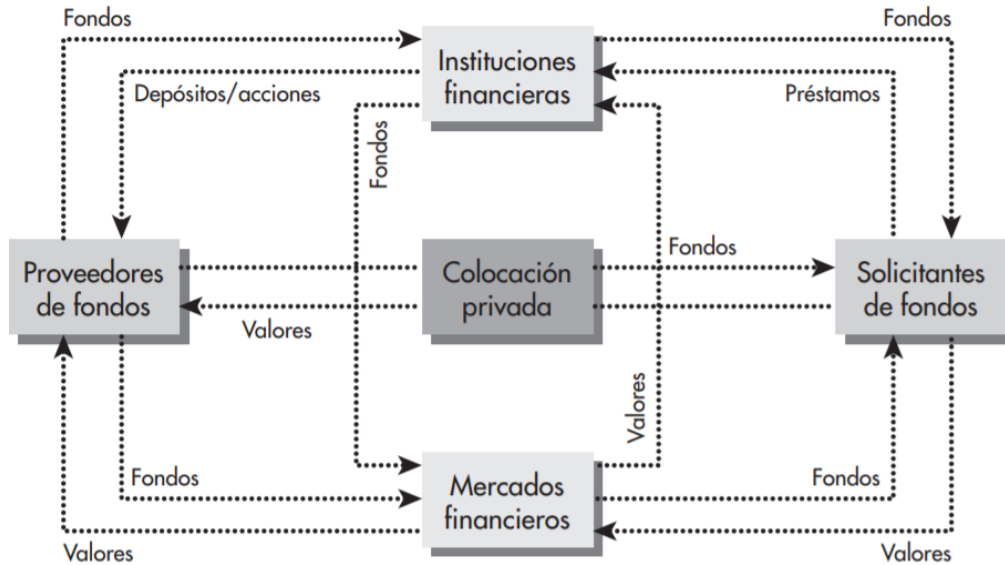 Fondos
Fondos
Instituciones
financieras
Depósitos/acciones
Préstamos
Fondos
Proveedores
de fondos
Colocación
privada
Fondos
Solicitantes
de fondos
Valores
Valores
Fondos
Mercados
financieros
Fondos
Valores
Valores